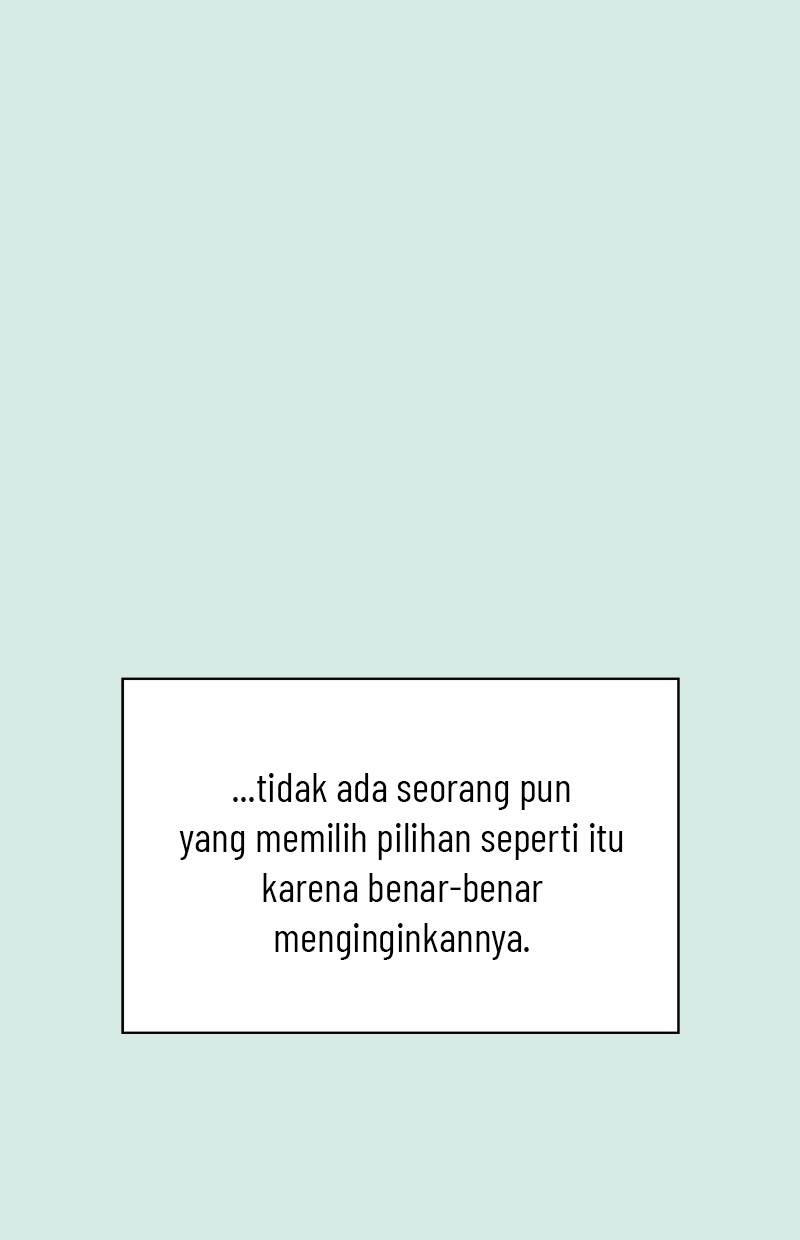 ...tidak ada seorang pun
yang memilih pilihan seperti itu
karena benar-benar
menginginkannya.